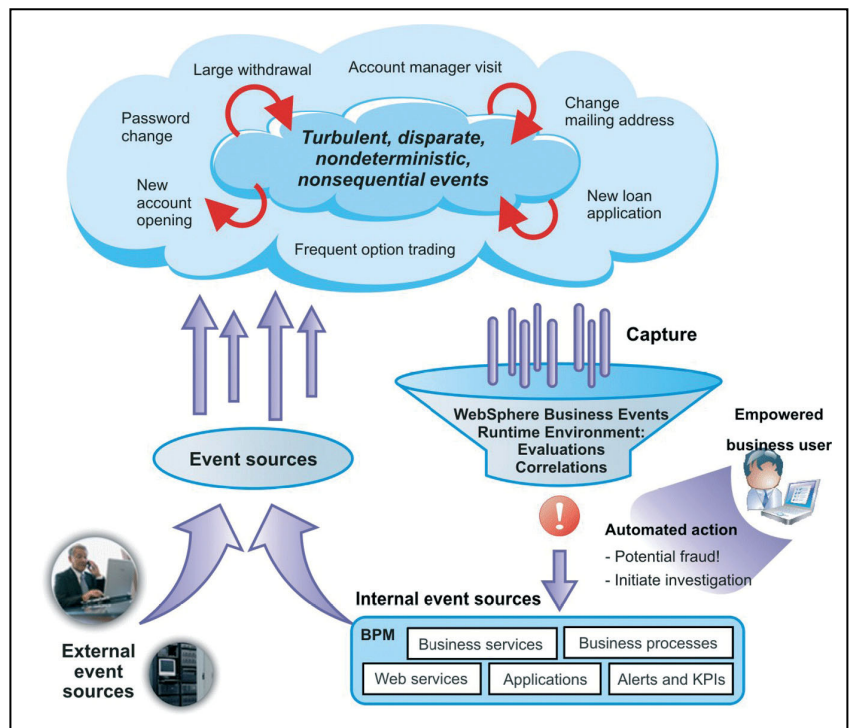 Large withdrawal
Account manager visit
Password
change
Change
mailing address
Turbulent, disparate,
nondeterministic,
nonsequential events
New
account
opening
New loan
application
Frequent option trading
Capture
WebSphere Business Events
Runtime Environment:
Evaluations
Correlations
Empowered
business user
Event sources
!
Automated action
- Potential fraud!
- Initiate investigation
Internal event sources
External
event
sources
BPM
Business services
Business processes
Web services
Applications
Alerts and KPIs